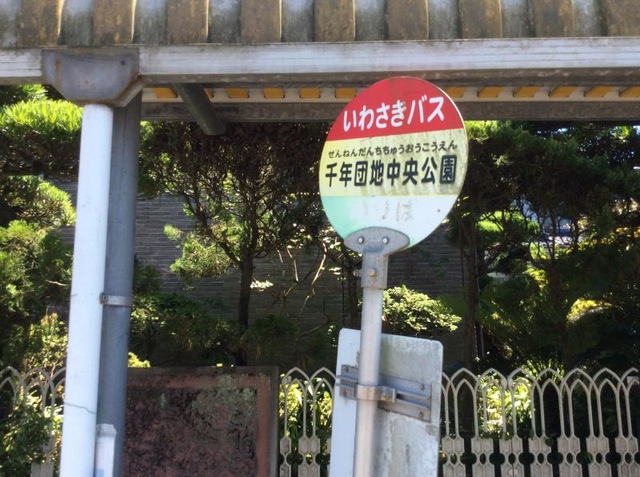 いわさきバス
せんねんだんちちゅうおうこうえん
千年団地中央公園